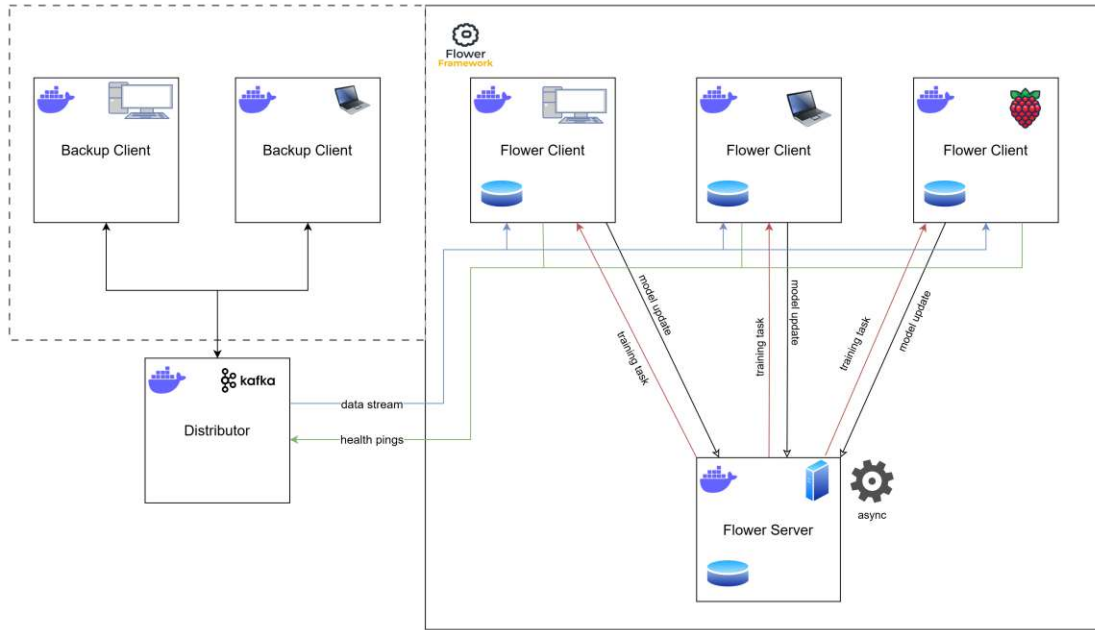 Flower
Framework
Backup Client
Backup Client
Flower Client
Flower Client
Flower Client
model update
training task
training task
model update
training task
model update
kafka
Distributor
data stream
health pings
Flower Server
async